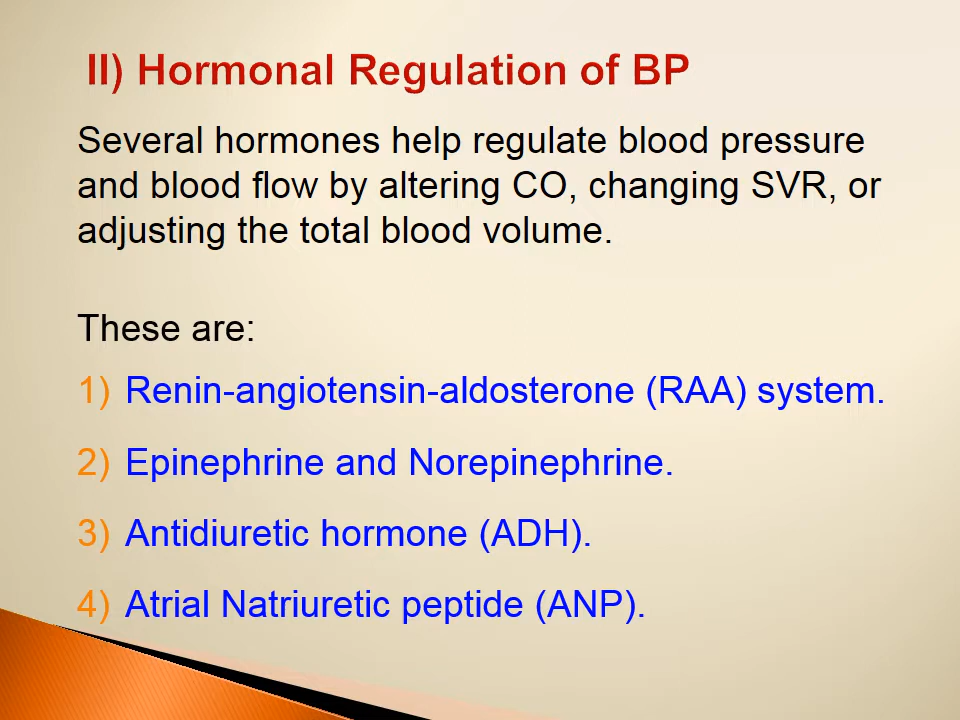 II) Hormonal Regulation of BP
Several hormones help regulate blood pressure
and blood flow by altering CO, changing SVR, or
adjusting the total blood volume.
These are:
1) Renin-angiotensin-aldosterone (RAA) system.
2) Epinephrine and Norepinephrine.
3) Antidiuretic hormone (ADH).
4) Atrial Natriuretic peptide (ANP).